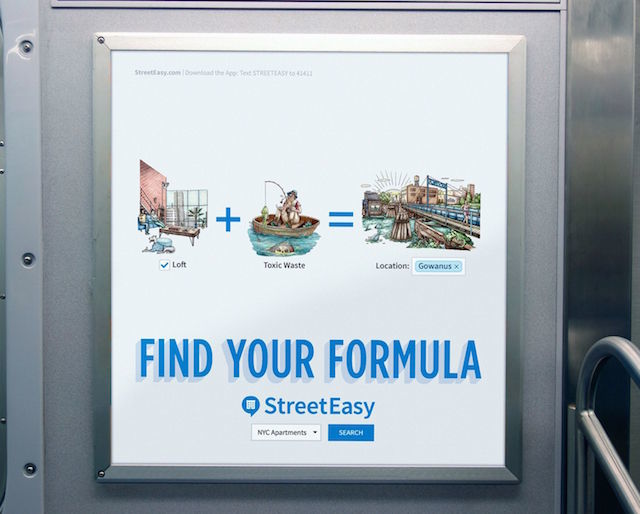 StreetEasy.com | Download the App: Text STREETEASY to 41411
+ =
Loft
Toxic Waste
Location: Gowanus ×
FIND YOUR FORMULA
StreetEasy
NYC Apartments SEARCH